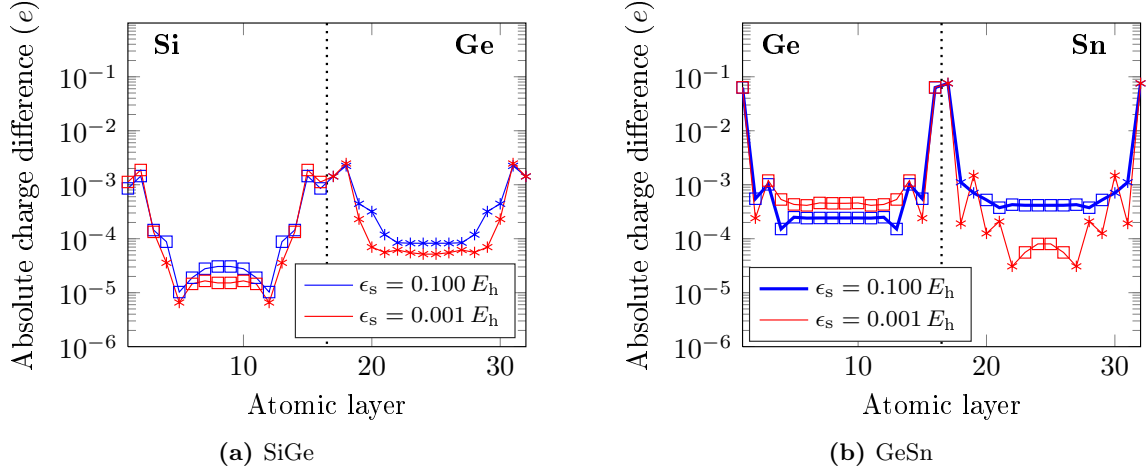 Si Ge
Absolute charge difference (e)
10⁻¹
10⁻²
10⁻³
10⁻⁴
10⁻⁵
10⁻⁶
ϵₛ = 0.100 Eₕ
ϵₛ = 0.001 Eₕ
10 20 30
Atomic layer
(a) SiGe
Ge Sn
Absolute charge difference (e)
10⁻¹
10⁻²
10⁻³
10⁻⁴
10⁻⁵
10⁻⁶
ϵₛ = 0.100 Eₕ
ϵₛ = 0.001 Eₕ
10 20 30
Atomic layer
(b) GeSn